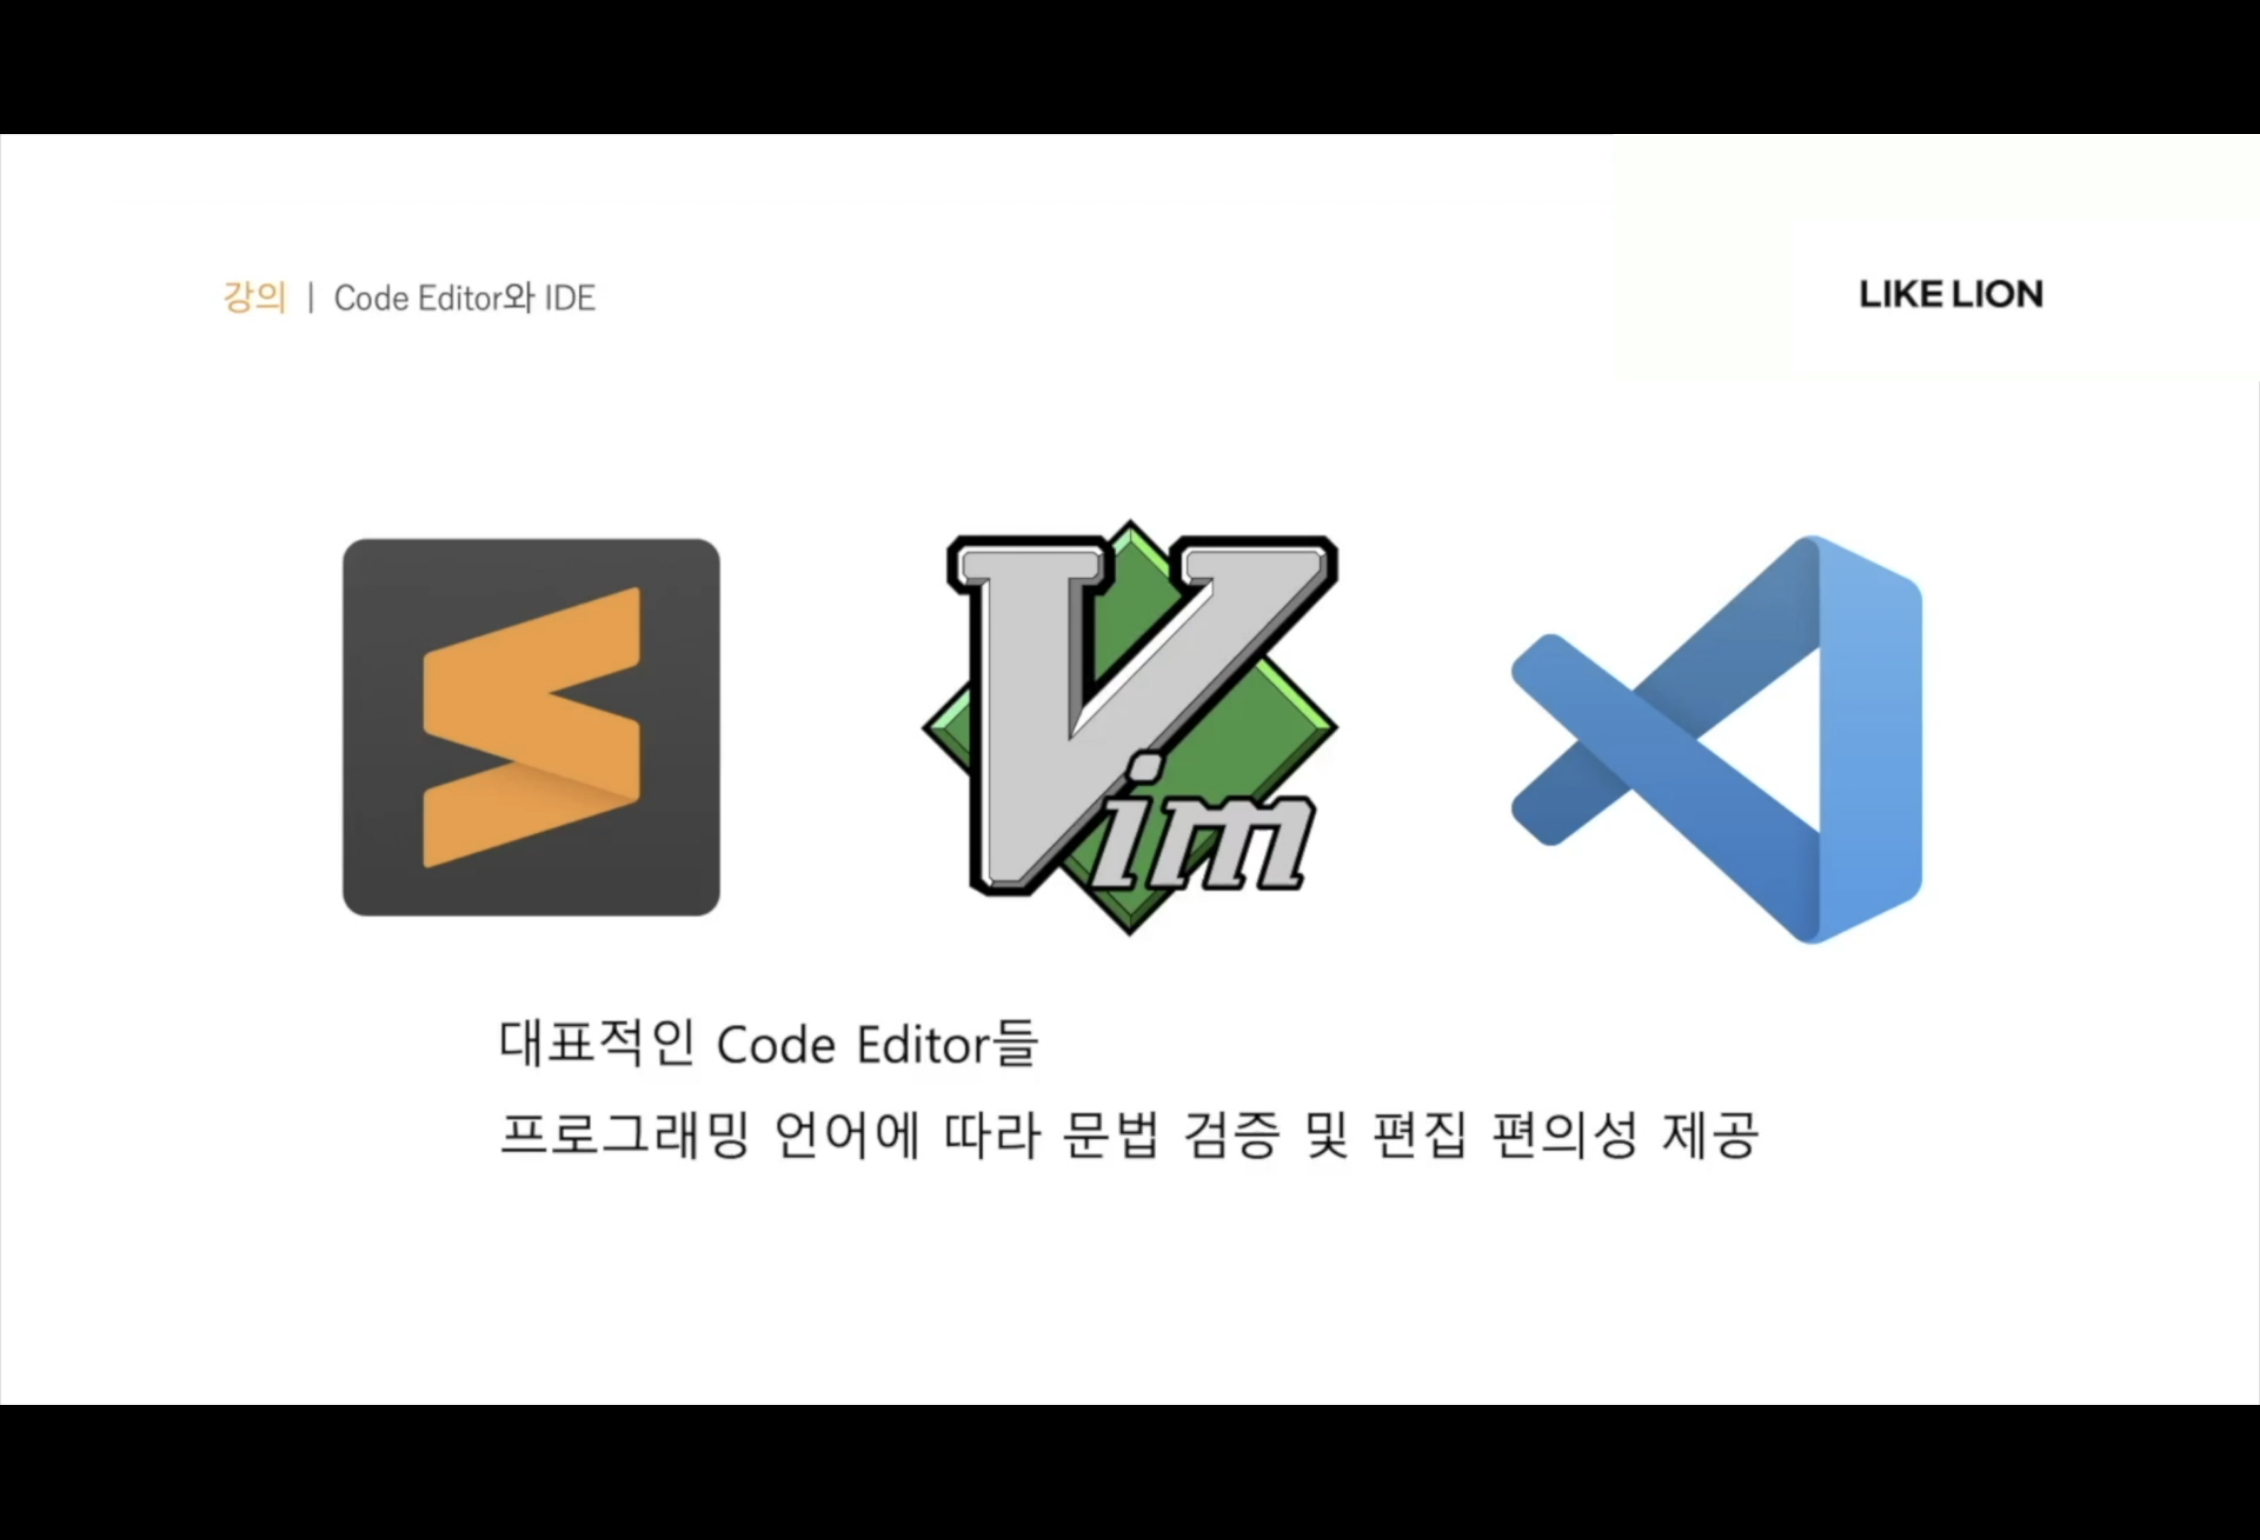 강의 | Code Editor와 IDE
LIKE LION
Vim
대표적인 Code Editor들
프로그래밍 언어에 따라 문법 검증 및 편집 편의성 제공